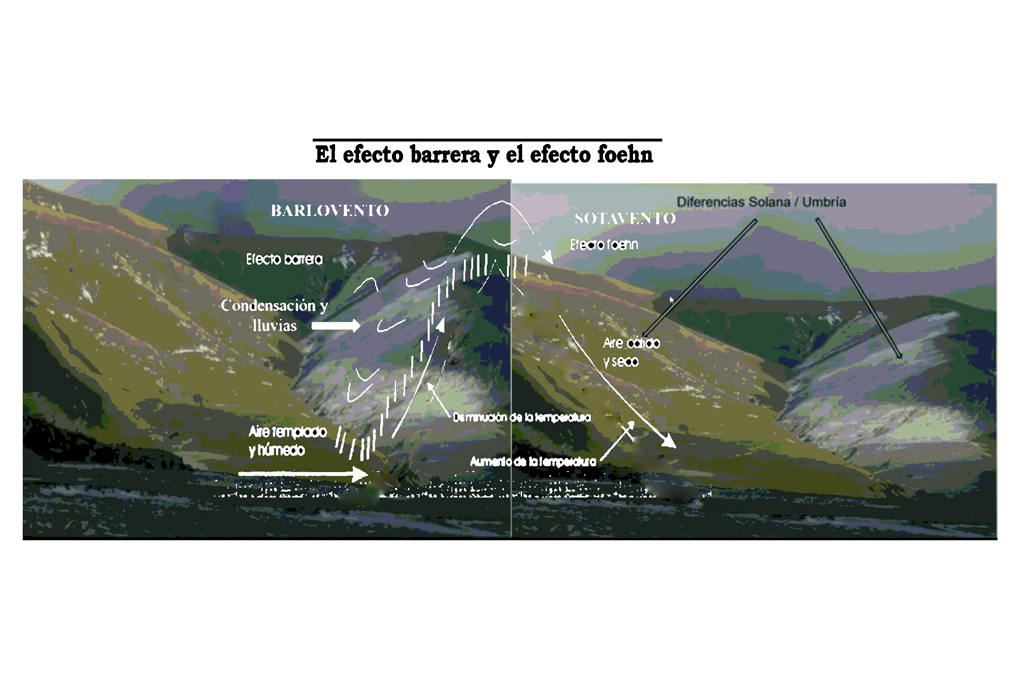 El efecto barrera y el efecto foehn
BARLOVENTO
Efecto barrera
Condensación y
lluvias
Aire templado
y húmedo
Disminución de la temperatura
Aumento de la temperatura
SOTAVENTO
Efecto foehn
Aire cálido
y seco
Diferencias Solana / Umbría